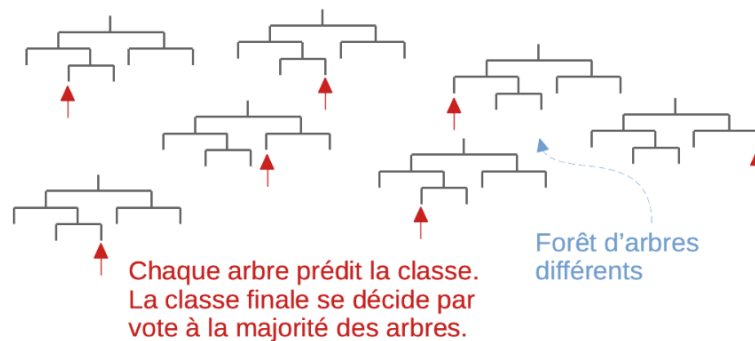 Forêt d'arbres
différents
Chaque arbre prédit la classe.
La classe finale se décide par
vote à la majorité des arbres.